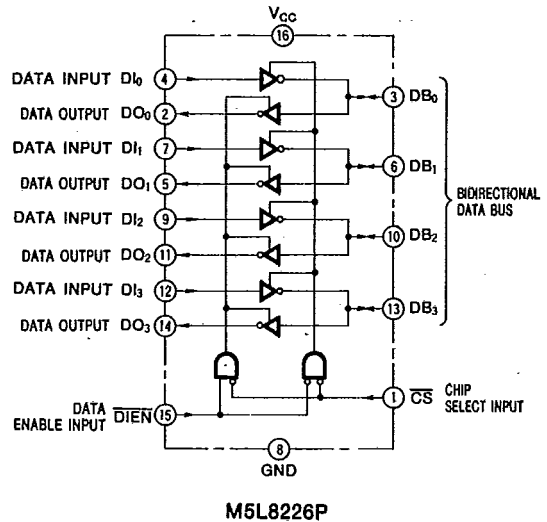 VCC
16
DATA INPUT DI0 4
DATA OUTPUT DO0 2
DATA INPUT DI1 7
DATA OUTPUT DO1 5
DATA INPUT DI2 9
DATA OUTPUT DO2 11
DATA INPUT DI3 12
DATA OUTPUT DO3 14
DATA
ENABLE INPUT DIEN 15
3 DB0
6 DB1
10 DB2
13 DB3
BIDIRECTIONAL
DATA BUS
1 CS CHIP
SELECT INPUT
8
GND
M5L8226P